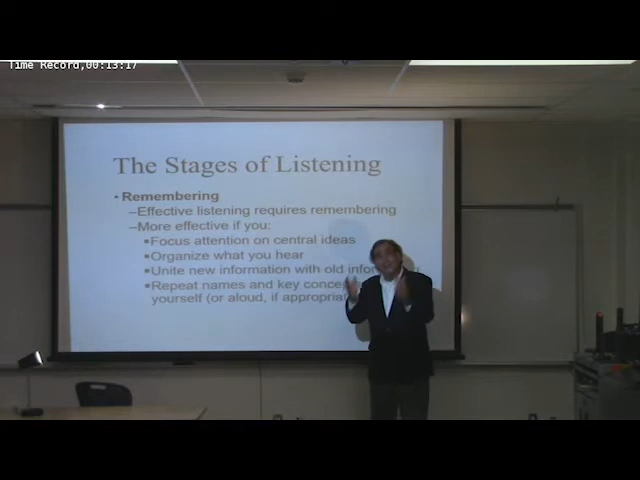 Time Record,00:13:17
The Stages of Listening
• Remembering
–Effective listening requires remembering
–More effective if you:
▪Focus attention on central ideas
▪Organize what you hear
▪Unite new information with old
▪Repeat names and key
yourself (or aloud, if